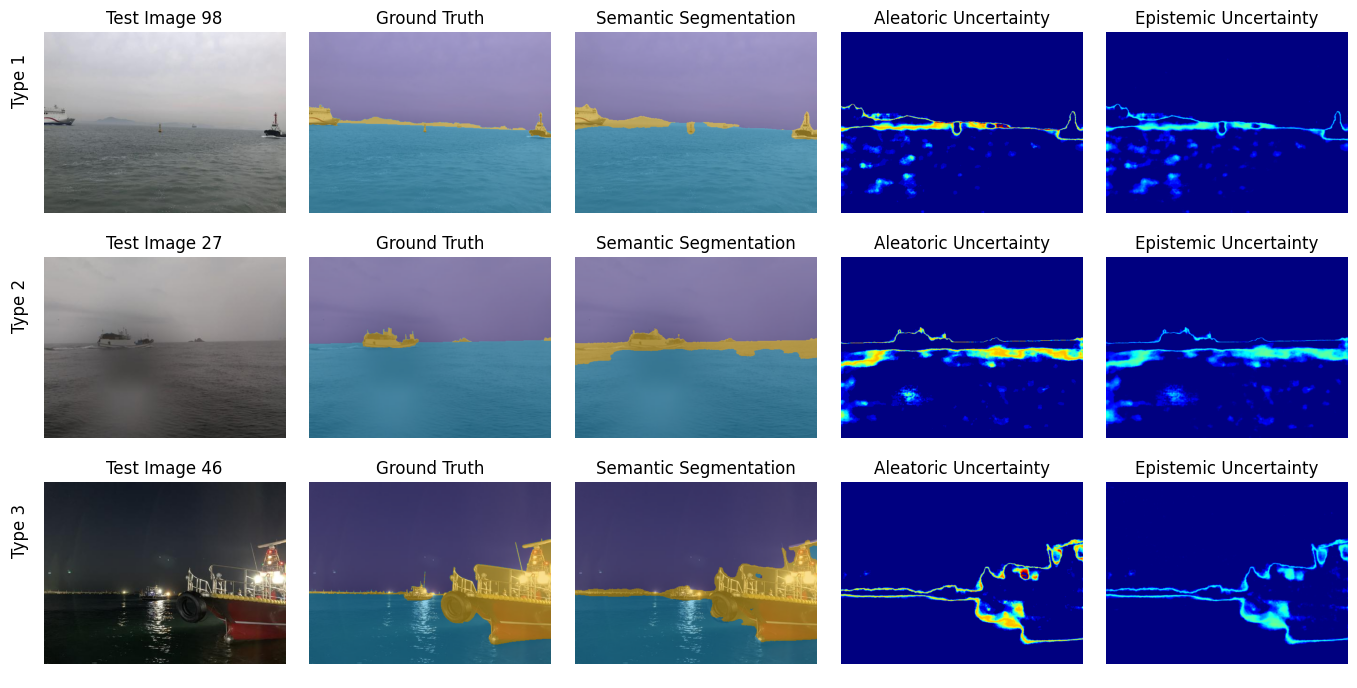 Test Image 98
Ground Truth
Semantic Segmentation
Aleatoric Uncertainty
Epistemic Uncertainty
Type 1
Test Image 27
Ground Truth
Semantic Segmentation
Aleatoric Uncertainty
Epistemic Uncertainty
Type 2
Test Image 46
Ground Truth
Semantic Segmentation
Aleatoric Uncertainty
Epistemic Uncertainty
Type 3